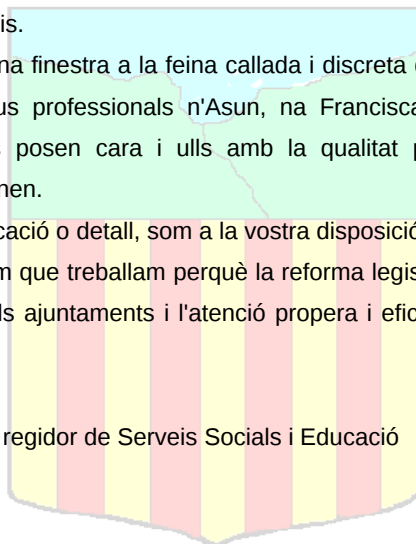 is.
na finestra a la feina callada i discreta
us professionals n'Asun, na Francisca
posen cara i ulls amb la qualitat
nen.
cació o detall, som a la vostra disposició
m que treballam perquè la reforma legis
ls ajuntaments i l'atenció propera i efic
regidor de Serveis Socials i Educació